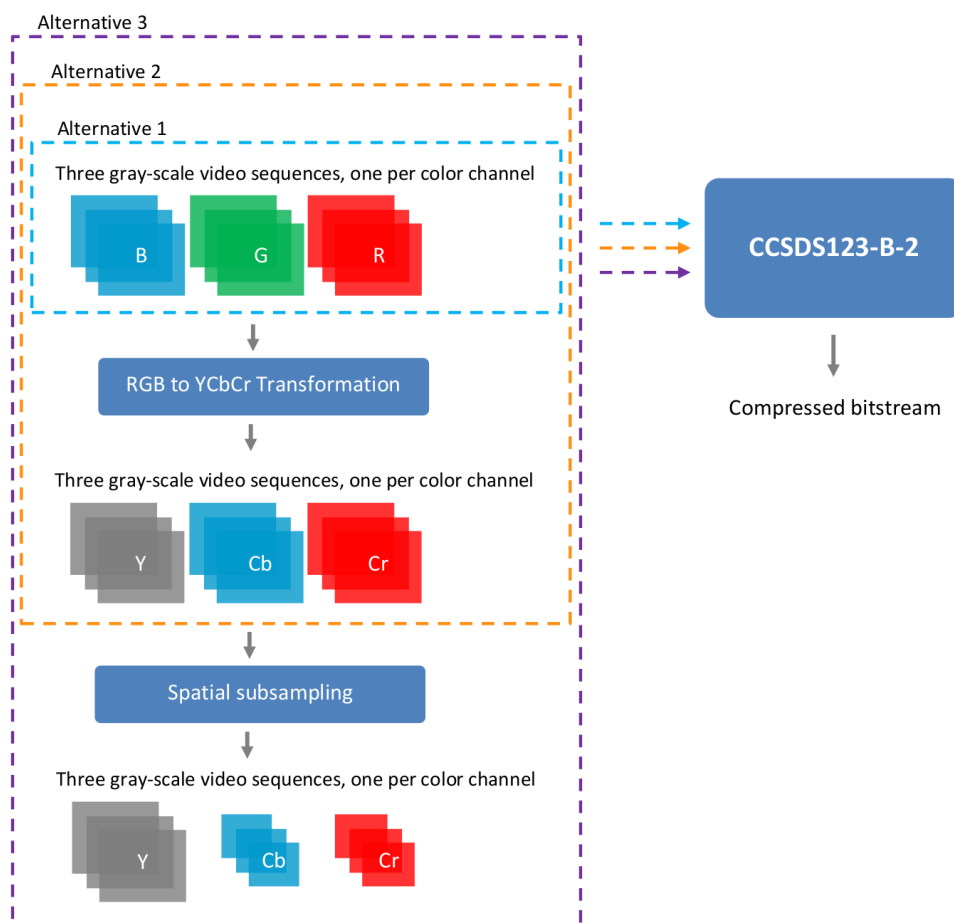 Alternative 3
Alternative 2
Alternative 1
Three gray-scale video sequences, one per color channel
B
G
R
RGB to YCbCr Transformation
Three gray-scale video sequences, one per color channel
Y
Cb
Cr
Spatial subsampling
Three gray-scale video sequences, one per color channel
Y
Cb
Cr
CCSDS123-B-2
Compressed bitstream